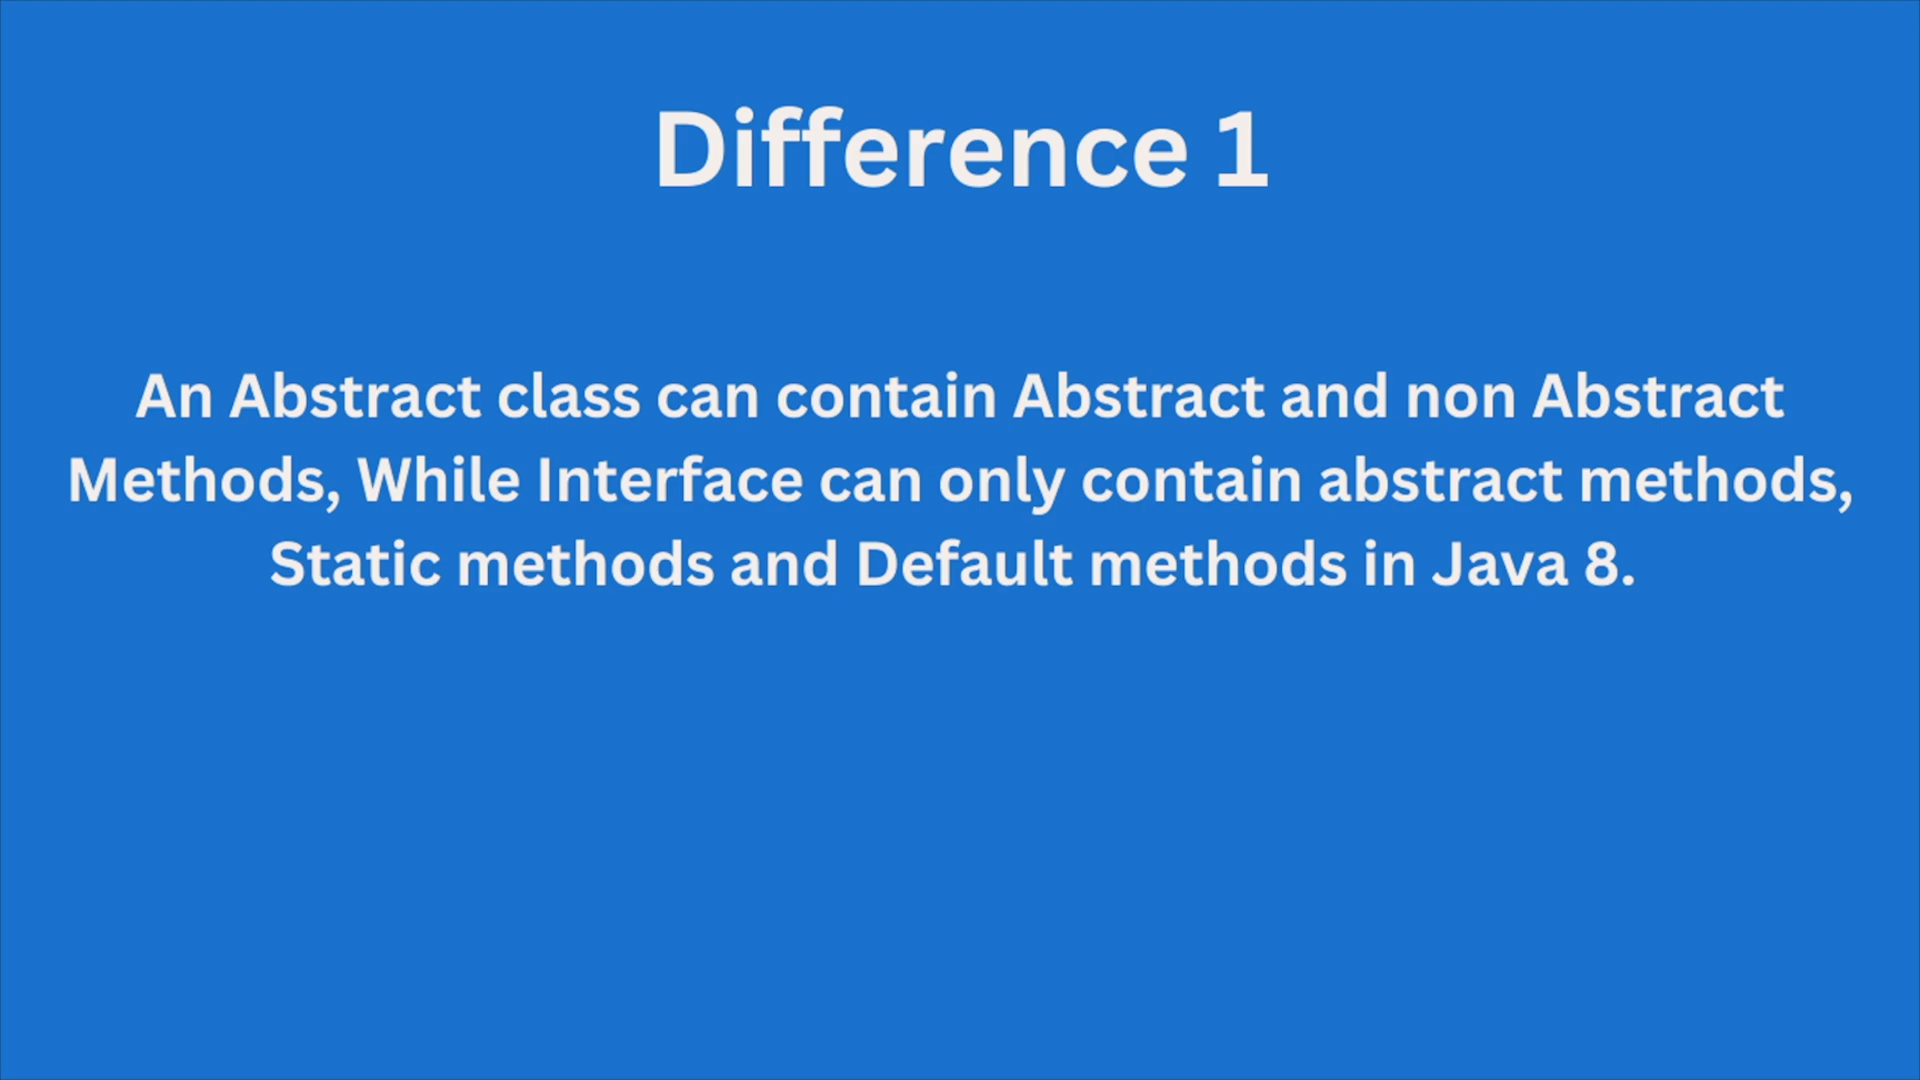 Difference 1
An Abstract class can contain Abstract and non Abstract
Methods, While Interface can only contain abstract methods,
Static methods and Default methods in Java 8.